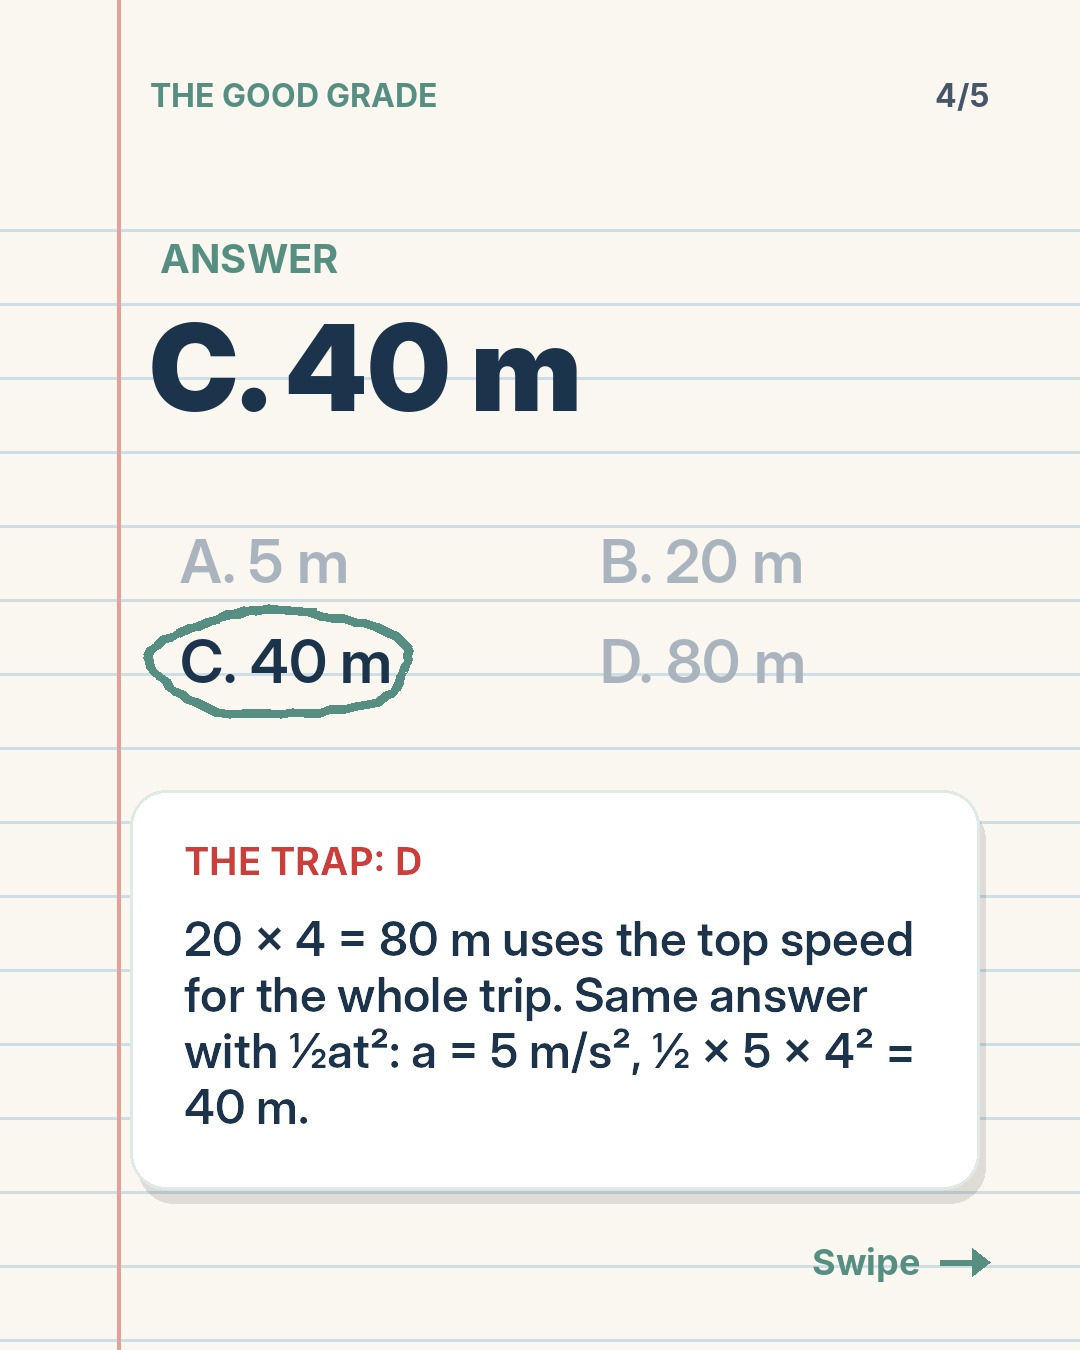 THE GOOD GRADE
4/5
ANSWER
C. 40 m
A. 5 m
B. 20 m
C. 40 m
D. 80 m
THE TRAP: D
20 × 4 = 80 m uses the top speed
for the whole trip. Same answer
with ½at²: a = 5 m/s², ½ × 5 × 4² =
40 m.
Swipe →